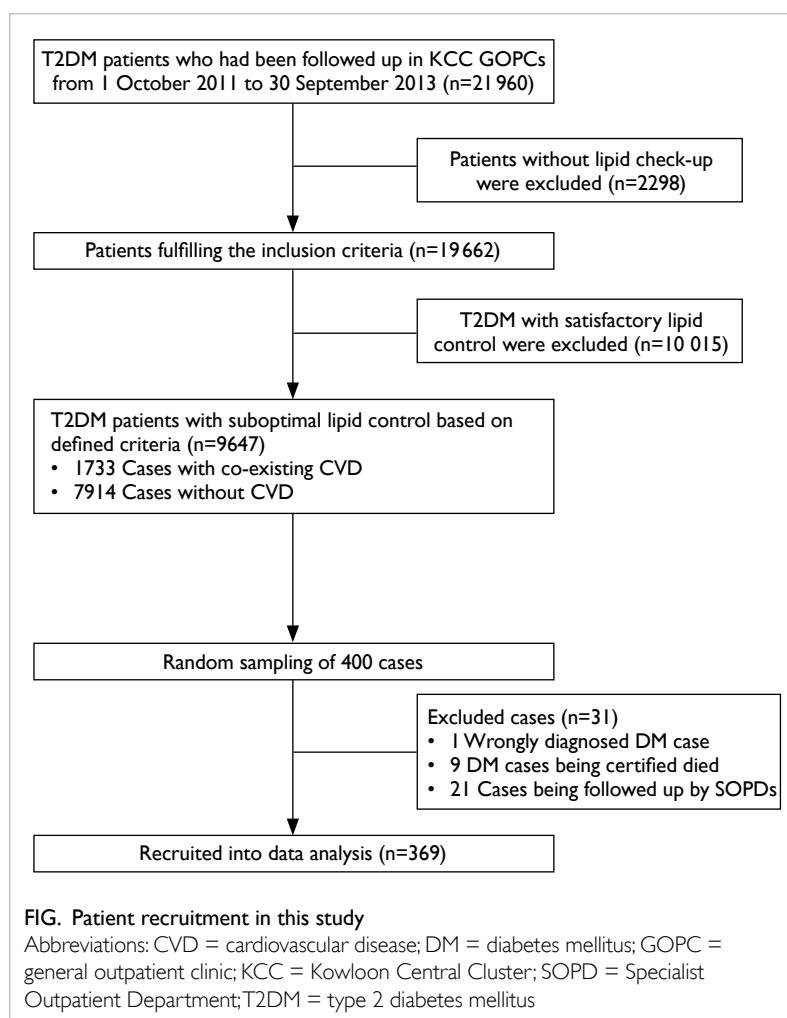 T2DM patients who had been followed up in KCC GOPCs
from 1 October 2011 to 30 September 2013 (n=21 960)
Patients without lipid check-up
were excluded (n=2298)
Patients fulfilling the inclusion criteria (n=19 662)
T2DM with satisfactory lipid
control were excluded (n=10 015)
T2DM patients with suboptimal lipid control based on
defined criteria (n=9647)
• 1733 Cases with co-existing CVD
• 7914 Cases without CVD
Random sampling of 400 cases
Excluded cases (n=31)
• 1 Wrongly diagnosed DM case
• 9 DM cases being certified died
• 21 Cases being followed up by SOPDs
Recruited into data analysis (n=369)
FIG. Patient recruitment in this study
Abbreviations: CVD = cardiovascular disease; DM = diabetes mellitus; GOPC =
general outpatient clinic; KCC = Kowloon Central Cluster; SOPD = Specialist
Outpatient Department; T2DM = type 2 diabetes mellitus